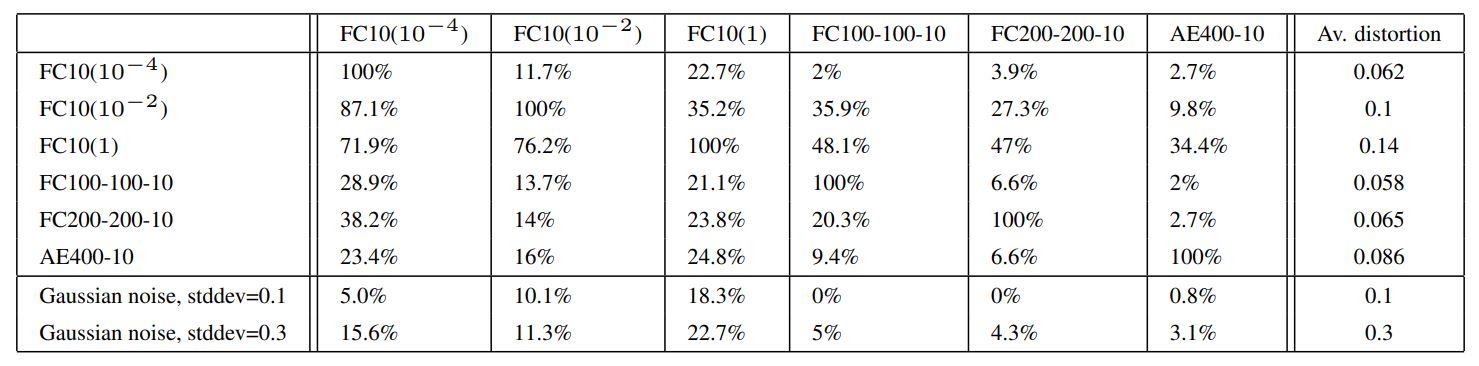 FC10(10−4) FC10(10−2) FC10(1) FC100-100-10 FC200-200-10 AE400-10 Av. distortion
FC10(10−4) 100% 11.7% 22.7% 2% 3.9% 2.7% 0.062
FC10(10−2) 87.1% 100% 35.2% 35.9% 27.3% 9.8% 0.1
FC10(1) 71.9% 76.2% 100% 48.1% 47% 34.4% 0.14
FC100-100-10 28.9% 13.7% 21.1% 100% 6.6% 2% 0.058
FC200-200-10 38.2% 14% 23.8% 20.3% 100% 2.7% 0.065
AE400-10 23.4% 16% 24.8% 9.4% 6.6% 100% 0.086
Gaussian noise, stddev=0.1 5.0% 10.1% 18.3% 0% 0% 0.8% 0.1
Gaussian noise, stddev=0.3 15.6% 11.3% 22.7% 5% 4.3% 3.1% 0.3